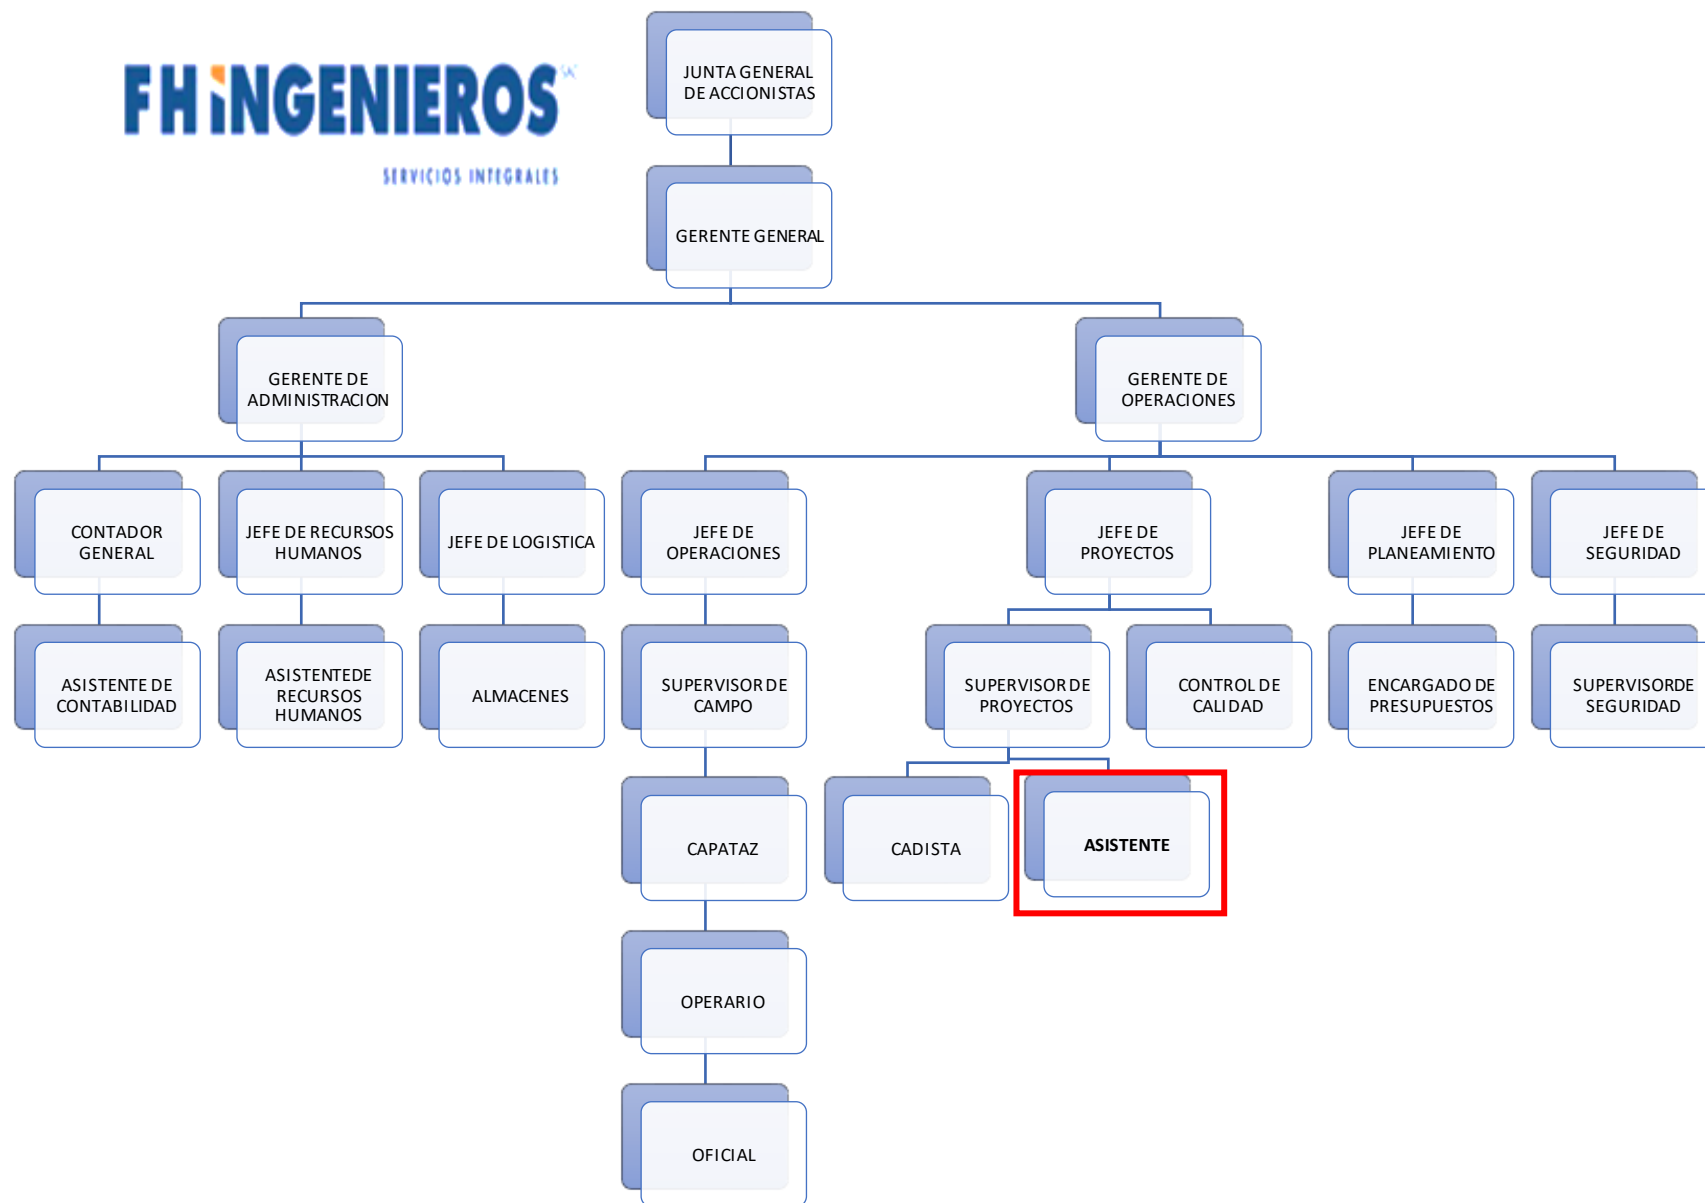 FH iNGENIEROS
SERVICIOS INTEGRALES
JUNTA GENERAL
DE ACCIONISTAS
GERENTE GENERAL
GERENTE DE
ADMINISTRACION
GERENTE DE
OPERACIONES
CONTADOR
GENERAL
JEFE DE RECURSOS
HUMANOS
JEFE DE LOGISTICA
JEFE DE
OPERACIONES
JEFE DE
PROYECTOS
JEFE DE
PLANEAMIENTO
JEFE DE
SEGURIDAD
ASISTENTE DE
CONTABILIDAD
ASISTENTEDE
RECURSOS
HUMANOS
ALMACENES
SUPERVISOR DE
CAMPO
SUPERVISOR DE
PROYECTOS
CONTROL DE
CALIDAD
ENCARGADO DE
PRESUPUESTOS
SUPERVISORDE
SEGURIDAD
CAPATAZ
CADISTA
ASISTENTE
OPERARIO
OFICIAL